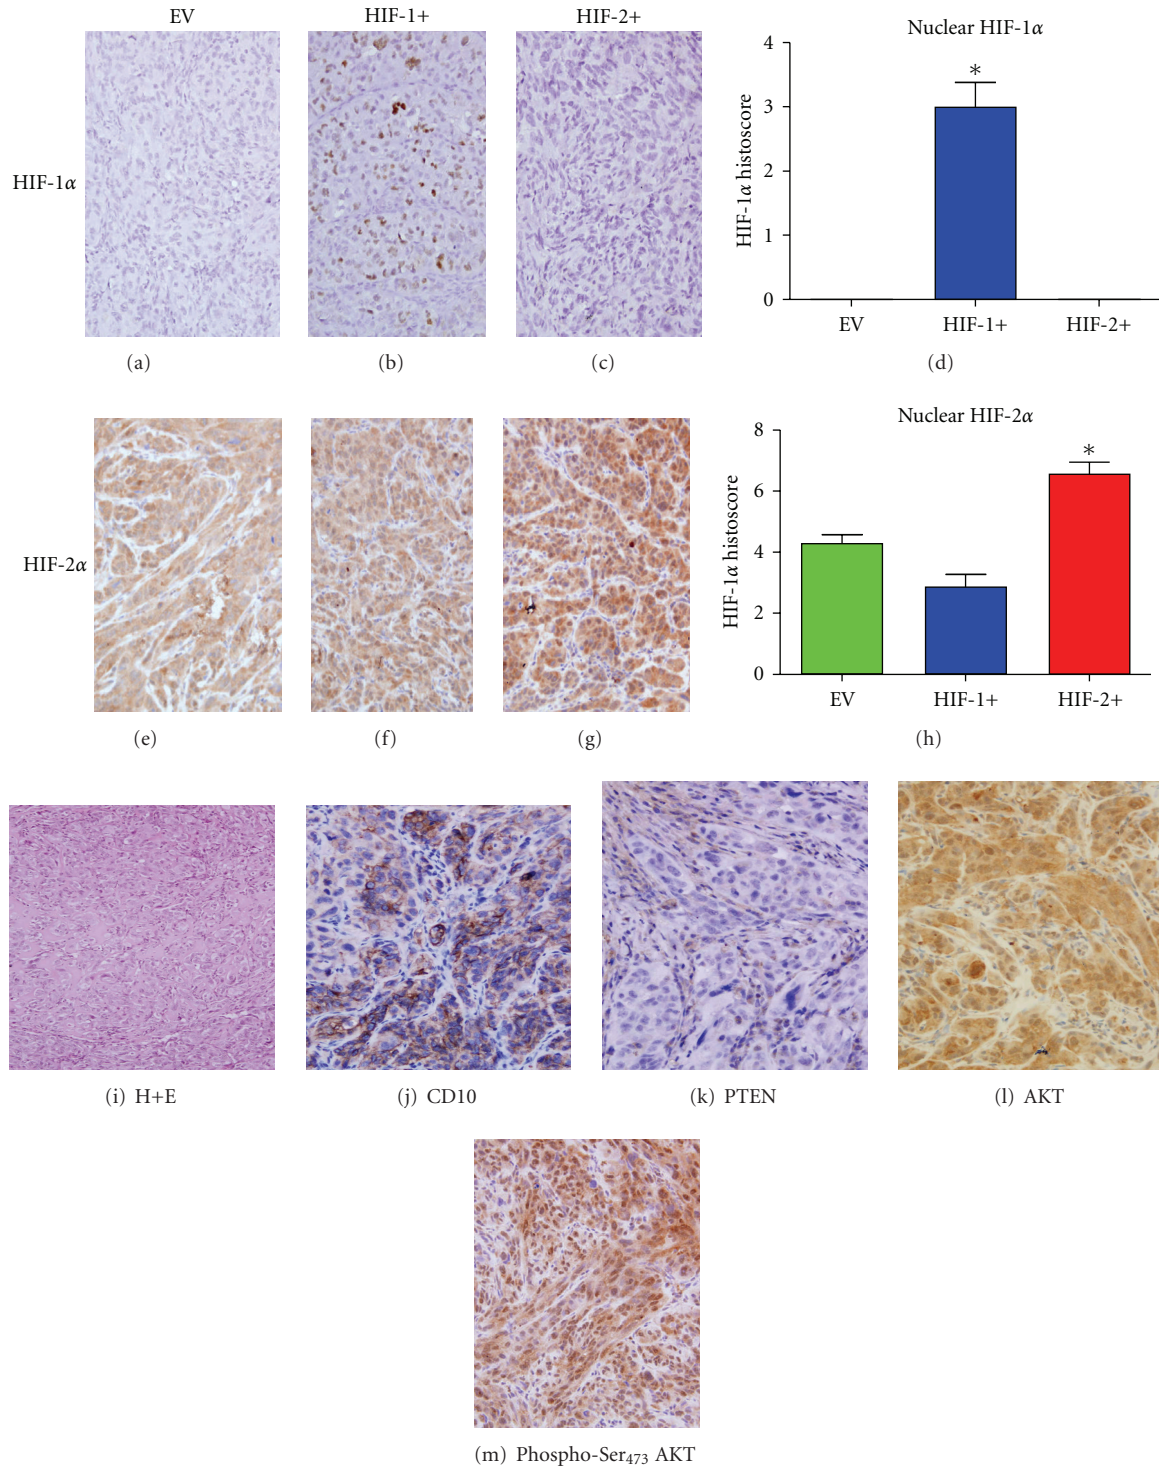 EV
HIF-1+
HIF-2+
HIF-1α
(a)
(b)
(c)
Nuclear HIF-1α
HIF-1α histoscore
4
3
2
1
0
*
EV
HIF-1+
HIF-2+
(d)
HIF-2α
(e)
(f)
(g)
Nuclear HIF-2α
HIF-1α histoscore
8
6
4
2
0
*
EV
HIF-1+
HIF-2+
(h)
(i) H+E
(j) CD10
(k) PTEN
(l) AKT
(m) Phospho-Ser₄₇₃ AKT